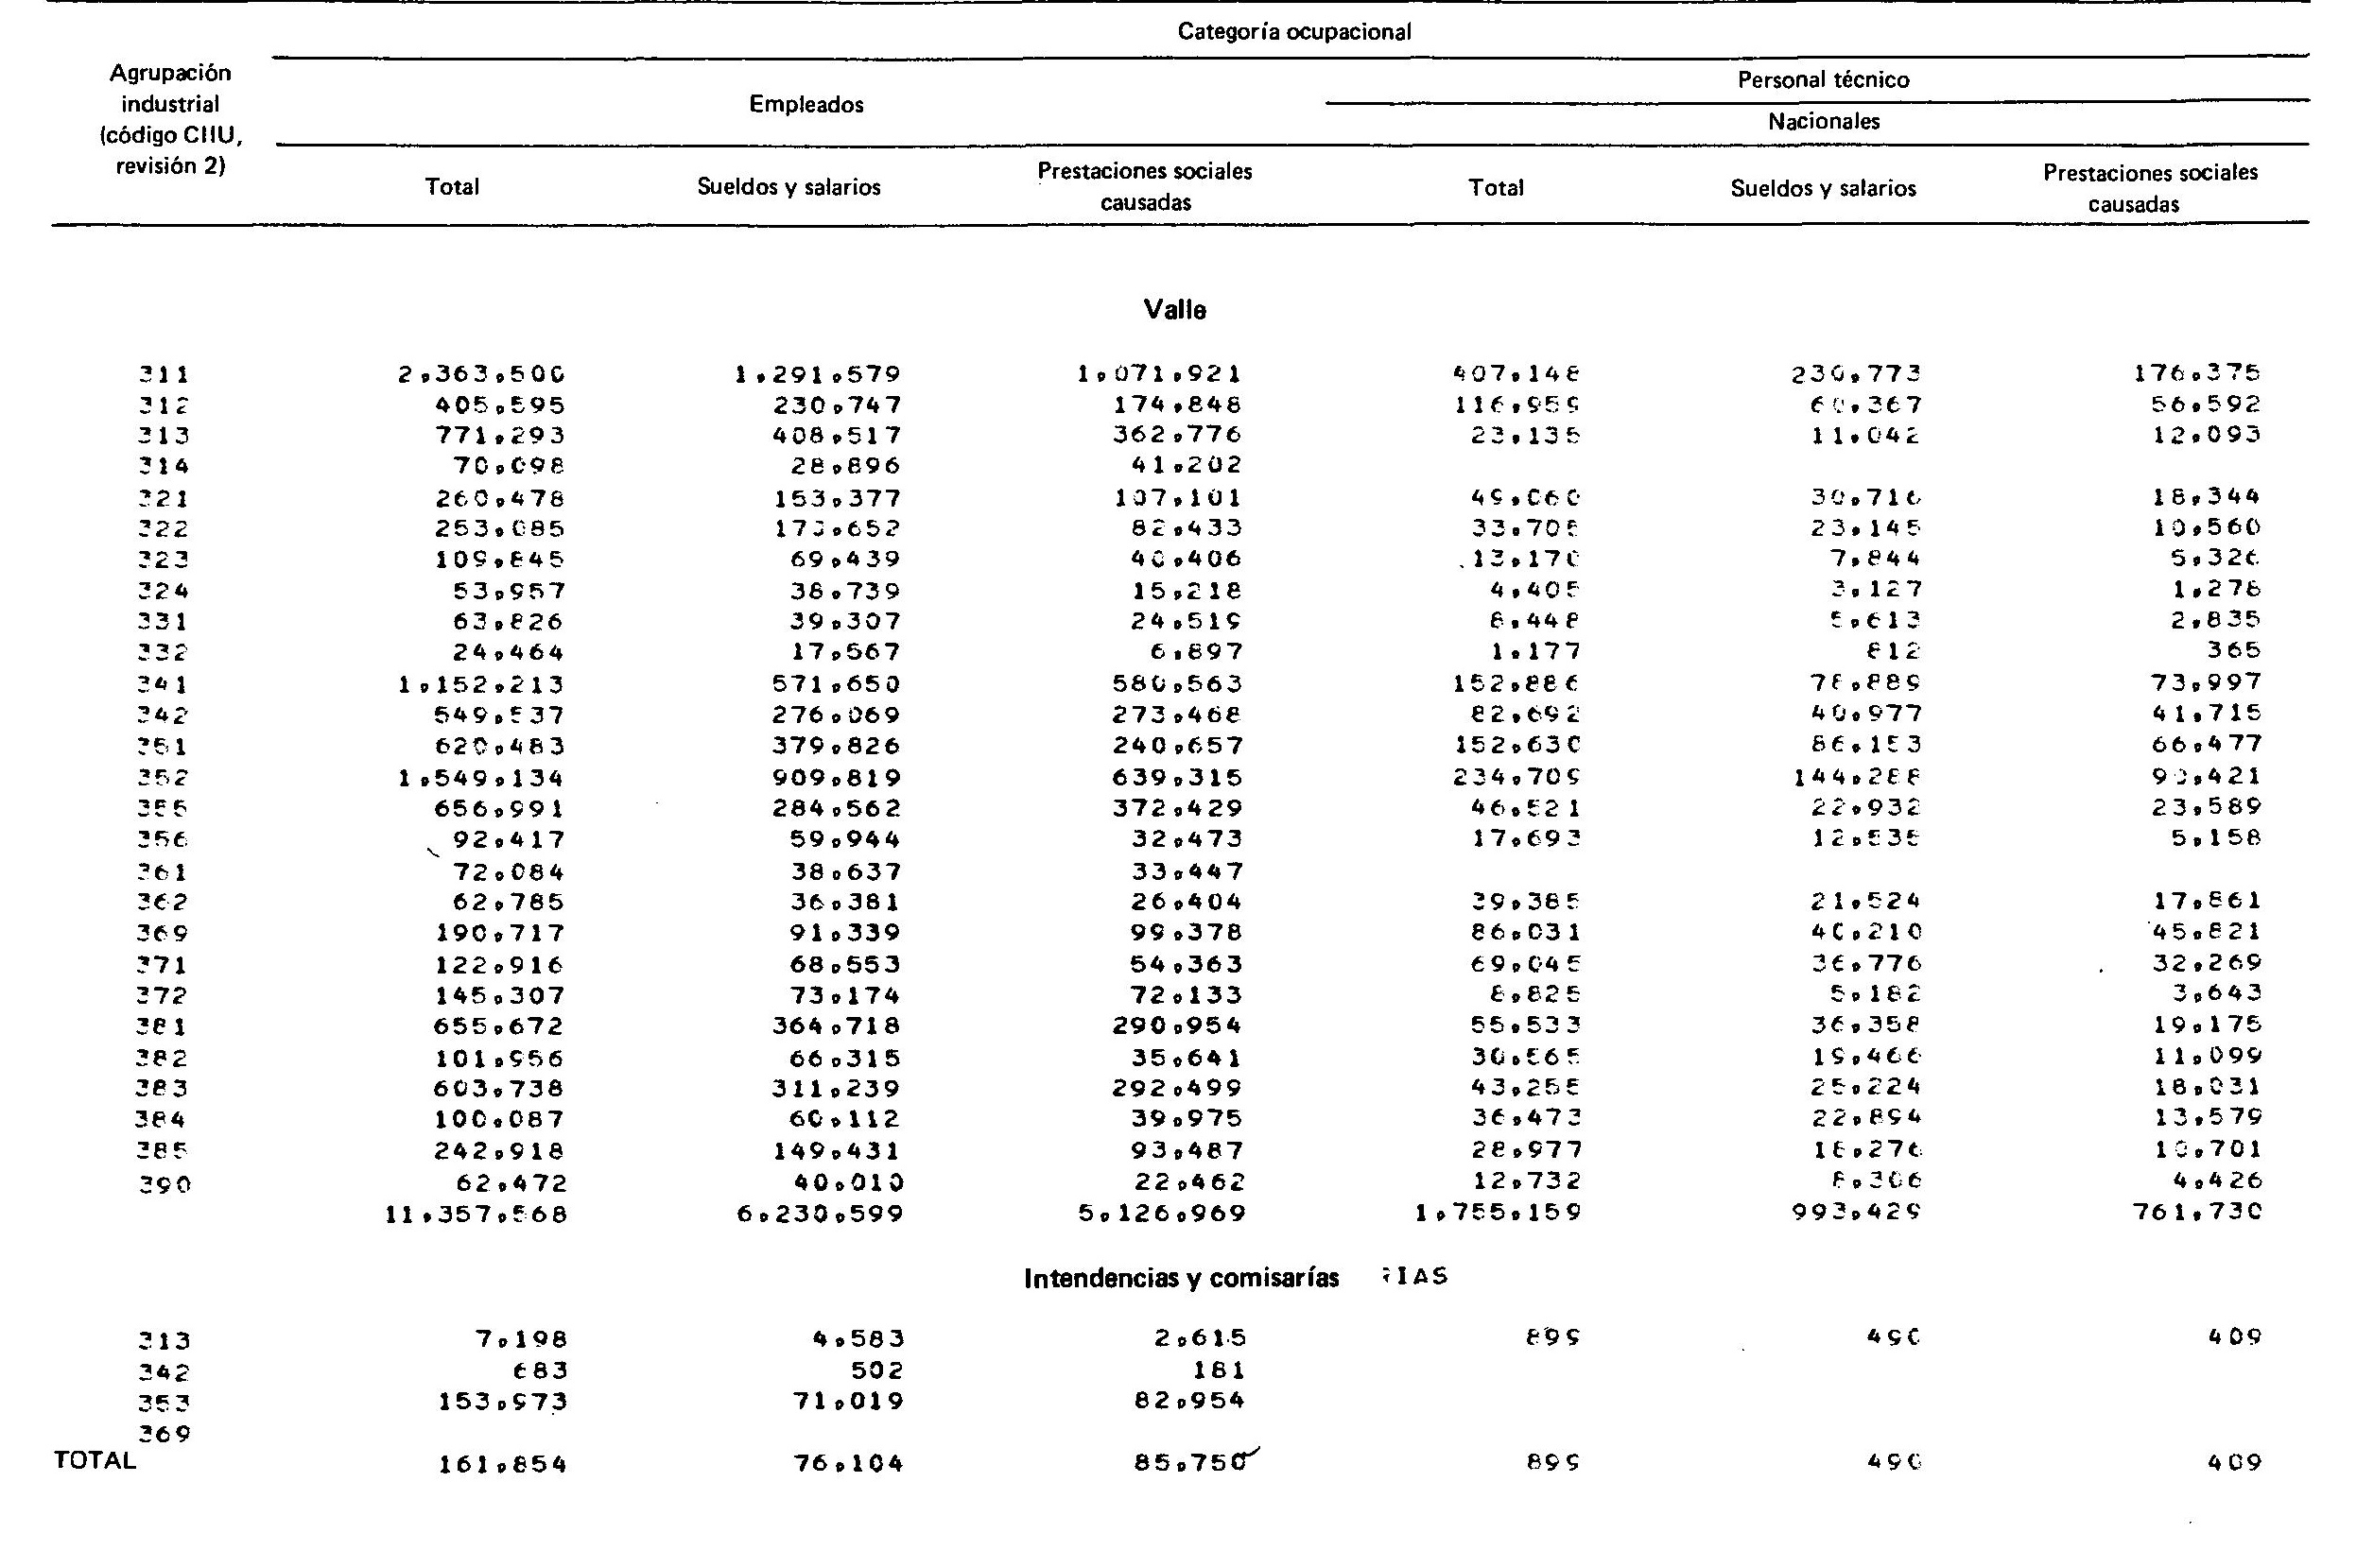 Categoría ocupacional
Agrupación industrial (código CIIU, revisión 2)
Empleados
Personal técnico
Nacionales
Total Sueldos y salarios Prestaciones sociales causadas Total Sueldos y salarios Prestaciones sociales causadas
Valle
311 2,363,500 1,291,579 1,071,921 407,148 230,773 176,375
312 405,595 230,747 174,848 116,959 60,367 56,592
313 771,293 408,517 362,776 23,135 11,042 12,093
314 70,098 28,896 41,202
321 260,478 153,377 107,101 49,060 30,716 18,344
322 253,085 170,652 82,433 33,705 23,145 10,560
323 109,845 69,439 40,406 13,170 7,844 5,326
324 53,957 38,739 15,218 4,405 3,127 1,278
331 63,826 39,307 24,519 8,448 5,613 2,835
332 24,464 17,567 6,897 1,177 812 365
341 1,152,213 571,650 580,563 152,886 78,889 73,997
342 549,537 276,069 273,468 82,692 40,977 41,715
351 620,483 379,826 240,657 152,630 86,153 66,477
352 1,549,134 909,819 639,315 234,709 144,288 90,421
355 656,991 284,562 372,429 46,521 22,932 23,589
356 92,417 59,944 32,473 17,693 12,535 5,158
361 72,084 38,637 33,447
362 62,785 36,381 26,404 39,385 21,524 17,861
369 190,717 91,339 99,378 86,031 40,210 45,821
371 122,916 68,553 54,363 69,045 36,776 32,269
372 145,307 73,174 72,133 8,825 5,182 3,643
381 655,672 364,718 290,954 55,533 36,358 19,175
382 101,956 66,315 35,641 30,565 19,466 11,099
383 603,738 311,239 292,499 43,255 25,224 18,031
384 100,087 60,112 39,975 36,473 22,894 13,579
385 242,918 149,431 93,487 28,977 18,276 10,701
390 62,472 40,010 22,462 12,732 8,306 4,426
11,357,568 6,230,599 5,126,969 1,755,159 993,429 761,730
Intendencias y comisarías RIAS
313 7,198 4,583 2,615 899 490 409
342 683 502 181
353 153,973 71,019 82,954
369
TOTAL 161,854 76,104 85,750 899 490 409